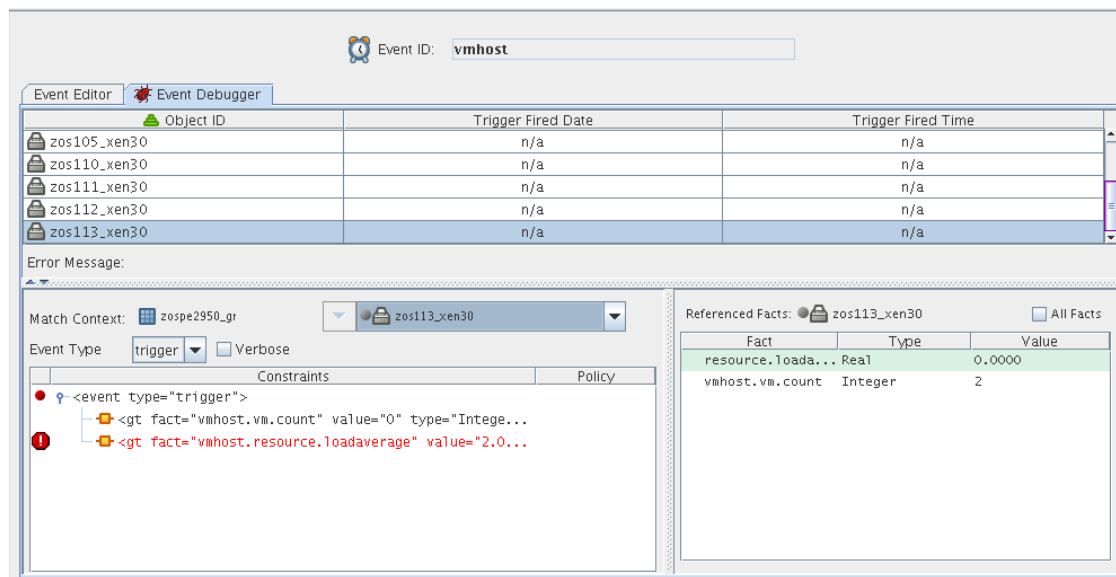 Event ID: vmhost
Event Editor Event Debugger
Object ID Trigger Fired Date Trigger Fired Time
zos105_xen30 n/a n/a
zos110_xen30 n/a n/a
zos111_xen30 n/a n/a
zos112_xen30 n/a n/a
zos113_xen30 n/a n/a
Error Message:
Match Context: zospe2950_gr zos113_xen30
Event Type trigger Verbose
Constraints Policy
<event type="trigger">
<gt fact="vmhost.vm.count" value="0" type="Intege...
<gt fact="vmhost.resource.loadaverage" value="2.0...
Referenced Facts: zos113_xen30 All Facts
Fact Type Value
resource.loada... Real 0.0000
vmhost.vm.count Integer 2